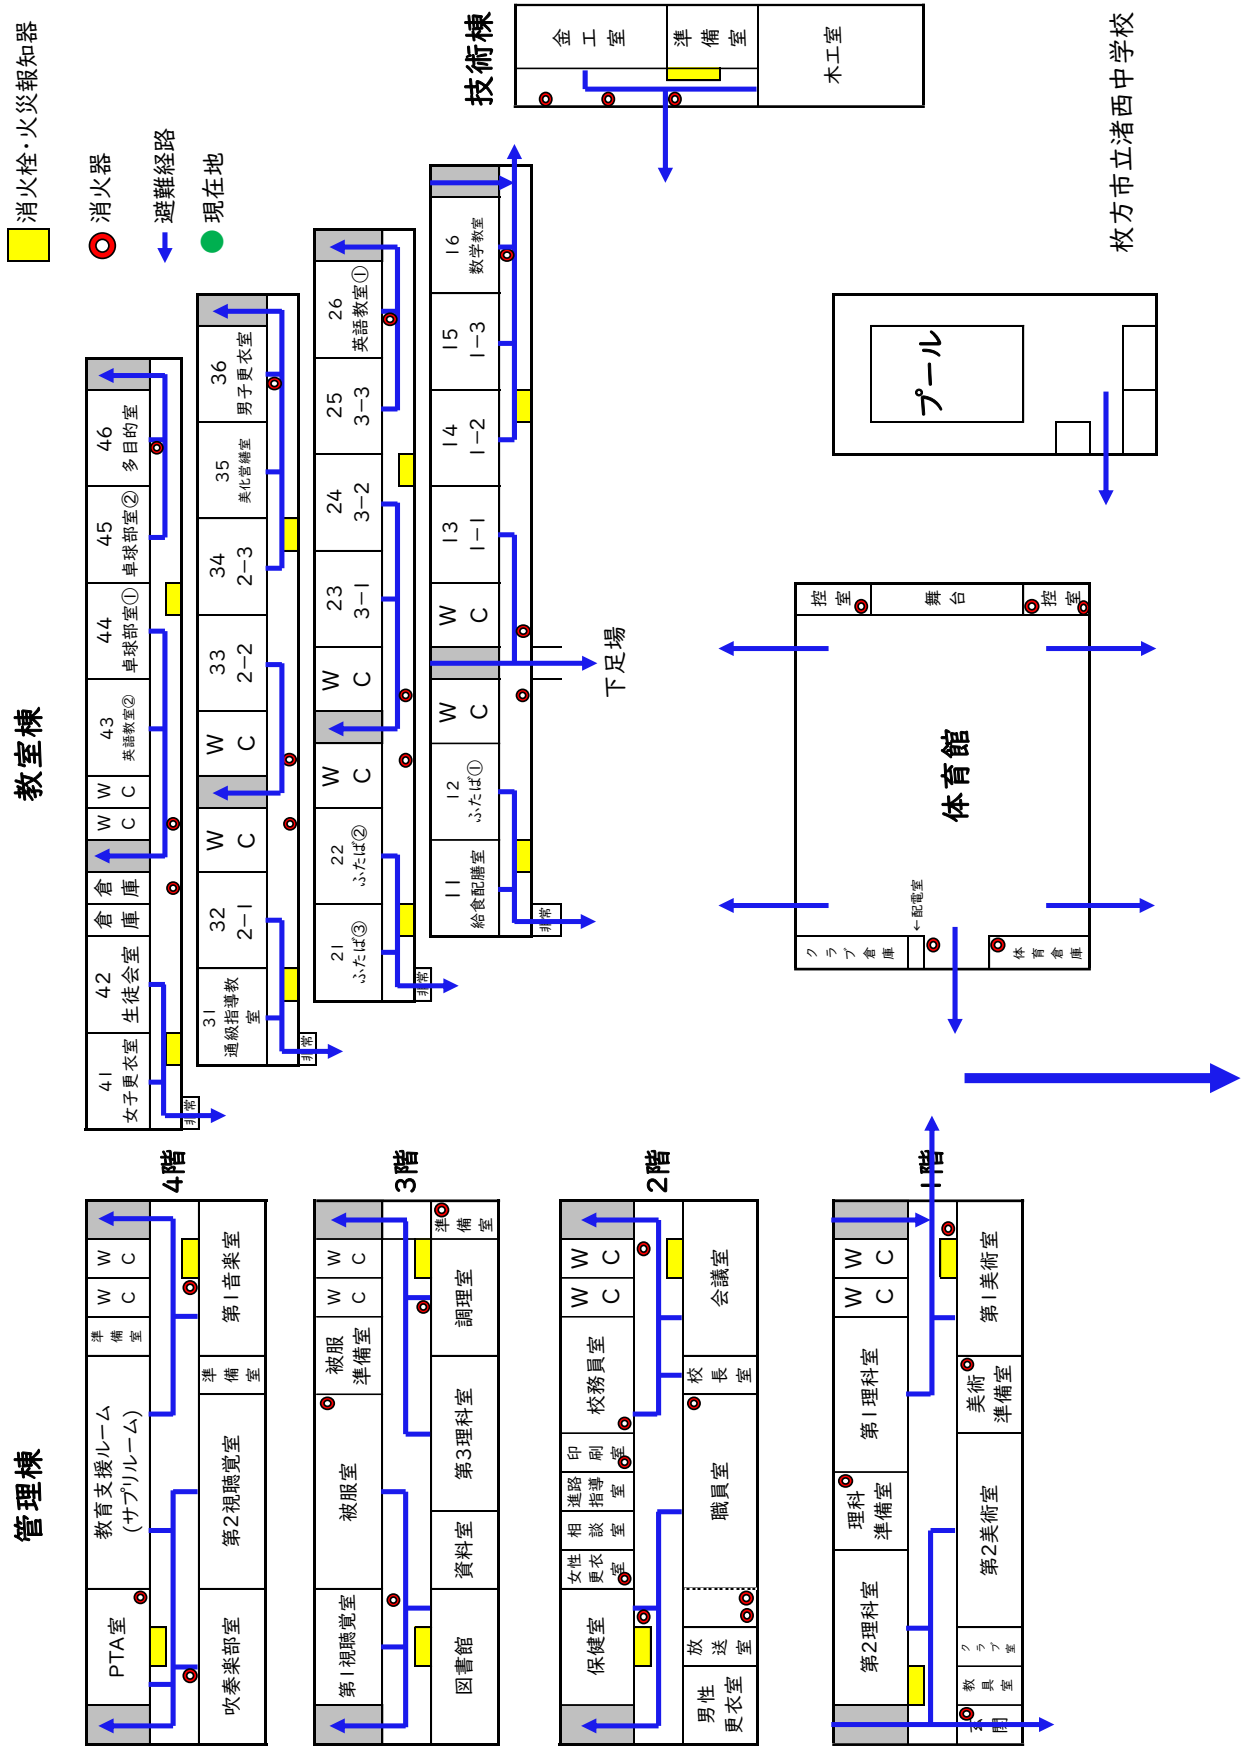 消火栓・火災報知器
消火器
避難経路
現在地
技術棟
金工室
準備室
木工室
枚方市立渚西中学校
教室棟
41
女子更衣室
42
生徒会室
倉庫
倉庫
WC
WC
43
英語教室②
44
卓球部室①
45
卓球部室②
46
多目的室
非常
31
通級指導教
室
32
2-1
WC
WC
33
2-2
34
2-3
35
美化営繕室
36
男子更衣室
非常
21
ふたば③
22
ふたば②
WC
WC
23
3-1
24
3-2
25
3-3
26
英語教室①
非常
11
給食配膳室
12
ふたば①
WC
WC
13
1-1
14
1-2
15
1-3
16
数学教室
非常
下足場
プール
体育館
控室
舞台
控室
←配電室
クラブ倉庫
体育倉庫
管理棟
4階
PTA室
教育支援ルーム
(サプリルーム)
準備室
WC
WC
吹奏楽部室
第2視聴覚室
準備室
第1音楽室
3階
第1視聴覚室
被服室
被服
準備室
WC
WC
図書館
資料室
第3理科室
調理室
準備室
2階
保健室
女性
更衣室
相談室
進路
指導室
印刷室
校務員室
WC
WC
男性
更衣室
放送室
職員室
校長室
会議室
1階
第2理科室
理科
準備室
第1理科室
WC
WC
玄関
教具室
クラブ室
第2美術室
美術
準備室
第1美術室